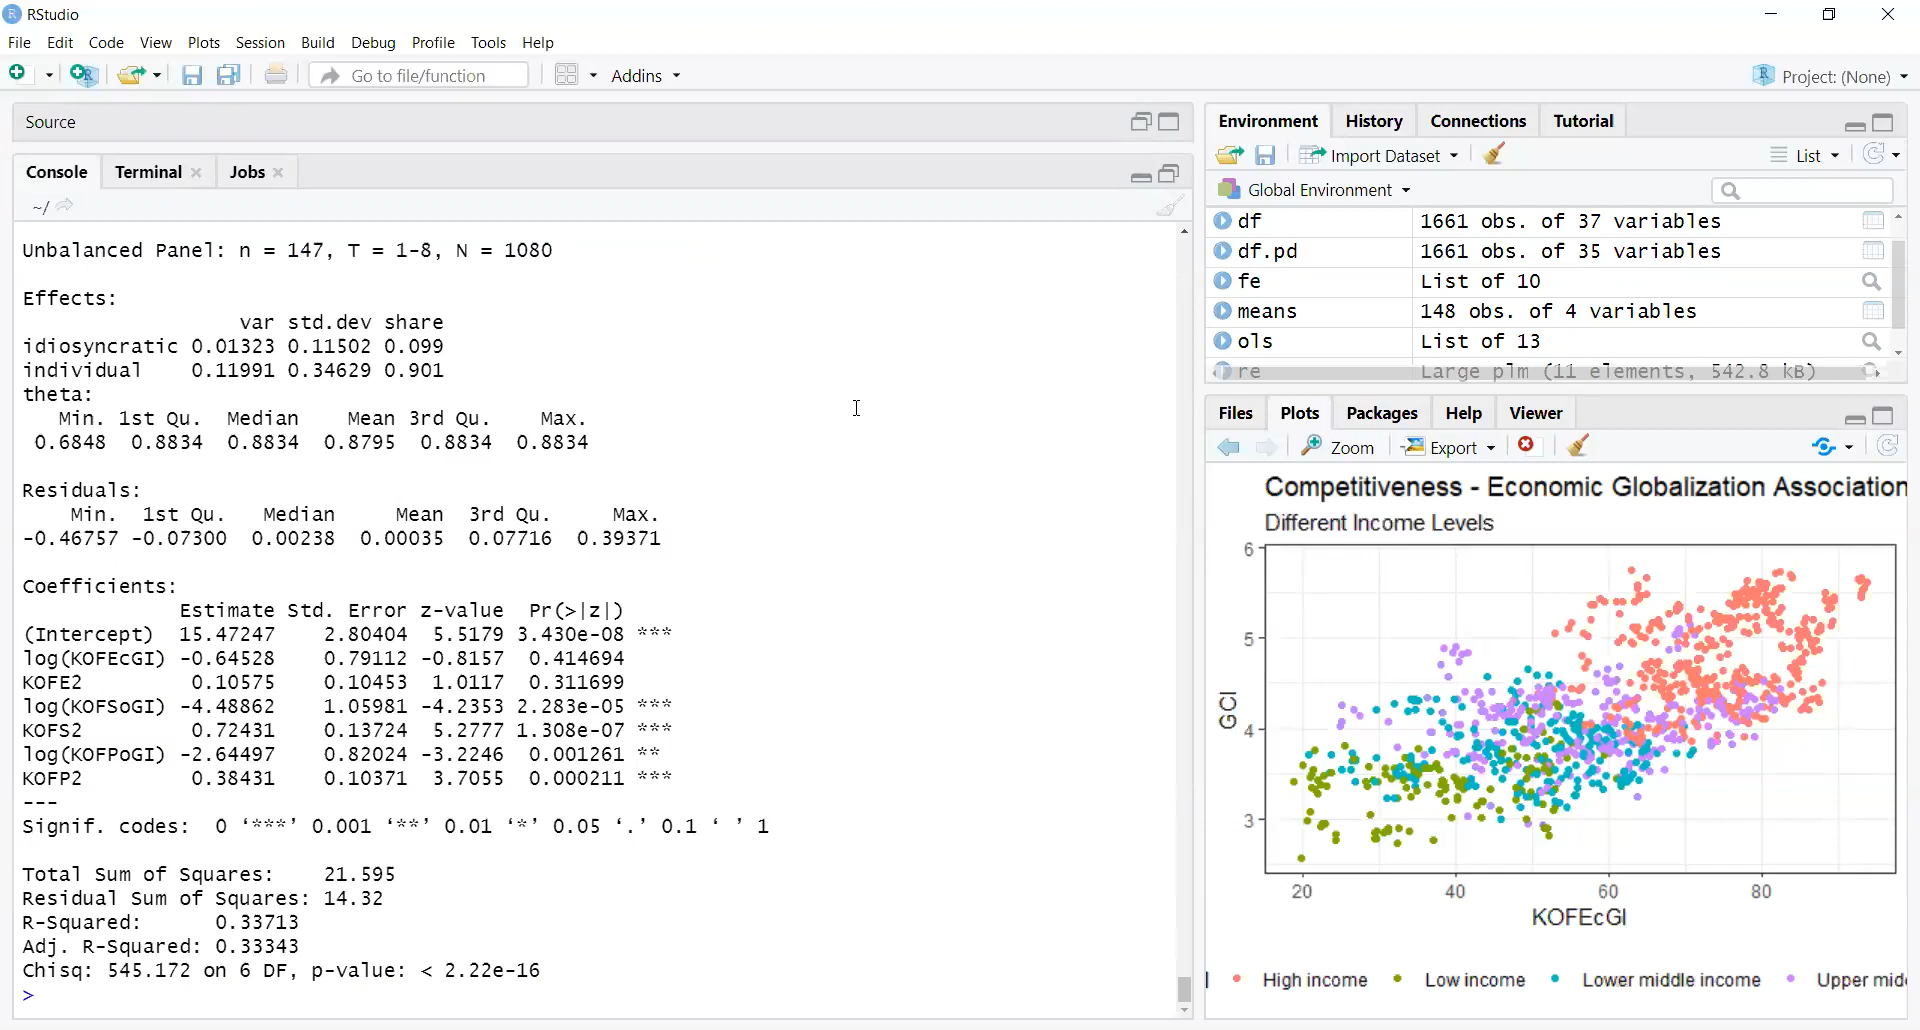 RStudio
File Edit Code View Plots Session Build Debug Profile Tools Help
Go to file/function Addins Project: (None)
Source
Console Terminal Jobs
~/
Unbalanced Panel: n = 147, T = 1-8, N = 1080
Effects:
var std.dev share
idiosyncratic 0.01323 0.11502 0.099
individual 0.11991 0.34629 0.901
theta:
Min. 1st Qu. Median Mean 3rd Qu. Max.
0.6848 0.8834 0.8834 0.8795 0.8834 0.8834
Residuals:
Min. 1st Qu. Median Mean 3rd Qu. Max.
-0.46757 -0.07300 0.00238 0.00035 0.07716 0.39371
Coefficients:
Estimate Std. Error z-value Pr(>|z|)
(Intercept) 15.47247 2.80404 5.5179 3.430e-08 ***
log(KOFEcGI) -0.64528 0.79112 -0.8157 0.414694
KOFE2 0.10575 0.10453 1.0117 0.311699
log(KOFSoGI) -4.48862 1.05981 -4.2353 2.283e-05 ***
KOFS2 0.72431 0.13724 5.2777 1.308e-07 ***
log(KOFPoGI) -2.64497 0.82024 -3.2246 0.001261 **
KOFP2 0.38431 0.10371 3.7055 0.000211 ***
---
Signif. codes: 0 ‘***’ 0.001 ‘**’ 0.01 ‘*’ 0.05 ‘.’ 0.1 ‘ ’ 1
Total Sum of Squares: 21.595
Residual Sum of Squares: 14.32
R-Squared: 0.33713
Adj. R-Squared: 0.33343
Chisq: 545.172 on 6 DF, p-value: < 2.22e-16
>
Environment History Connections Tutorial
Import Dataset List
Global Environment
df 1661 obs. of 37 variables
df.pd 1661 obs. of 35 variables
fe List of 10
means 148 obs. of 4 variables
ols List of 13
re Large plm (11 elements, 542.8 kB)
Files Plots Packages Help Viewer
Zoom Export
Competitiveness - Economic Globalization Association
Different Income Levels
6
5
4
3
GCI
20 40 60 80
KOFEcGI
High income Low income Lower middle income Upper mid